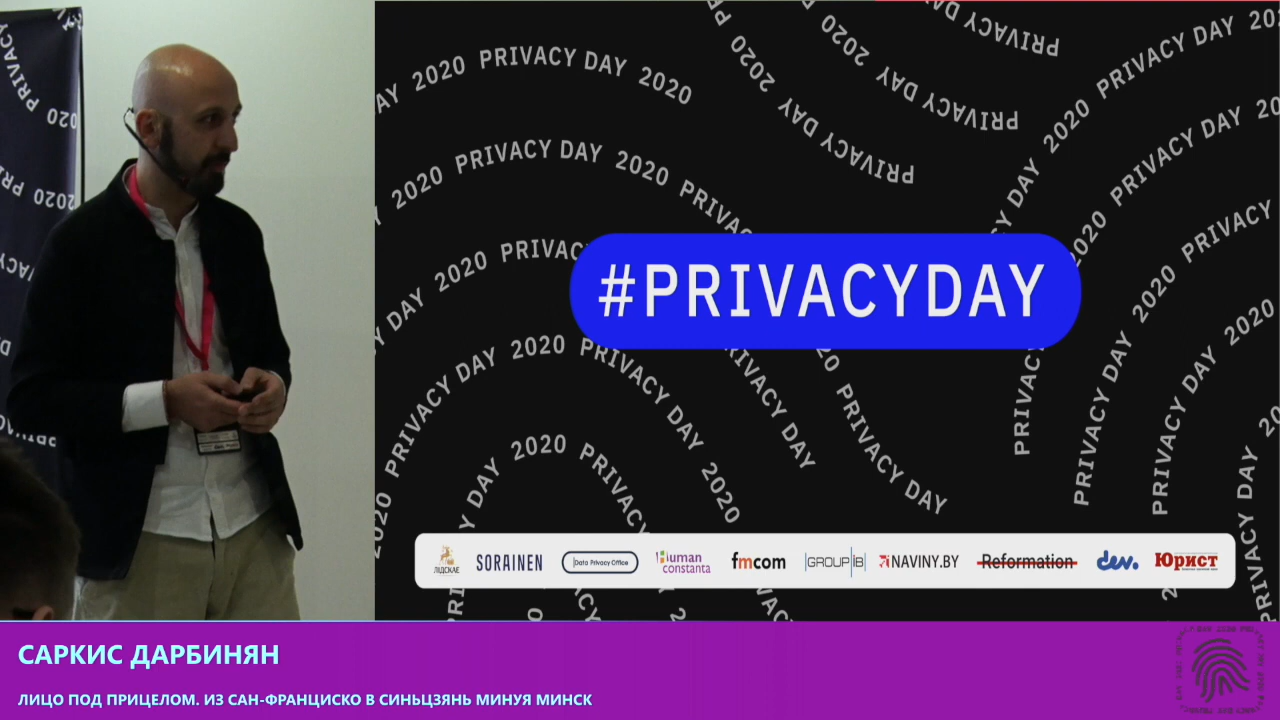 PRIVACY DAY 2020
#PRIVACYDAY
ЛІДСКАЕ
SORAINEN
Data Privacy Office
Human
constanta
fmcom
GROUP|IB
NAVINY.BY
Reformation
dev.
Юрист
САРКИС ДАРБИНЯН
ЛИЦО ПОД ПРИЦЕЛОМ. ИЗ САН-ФРАНЦИСКО В СИНЬЦЗЯНЬ МИНУЯ МИНСК